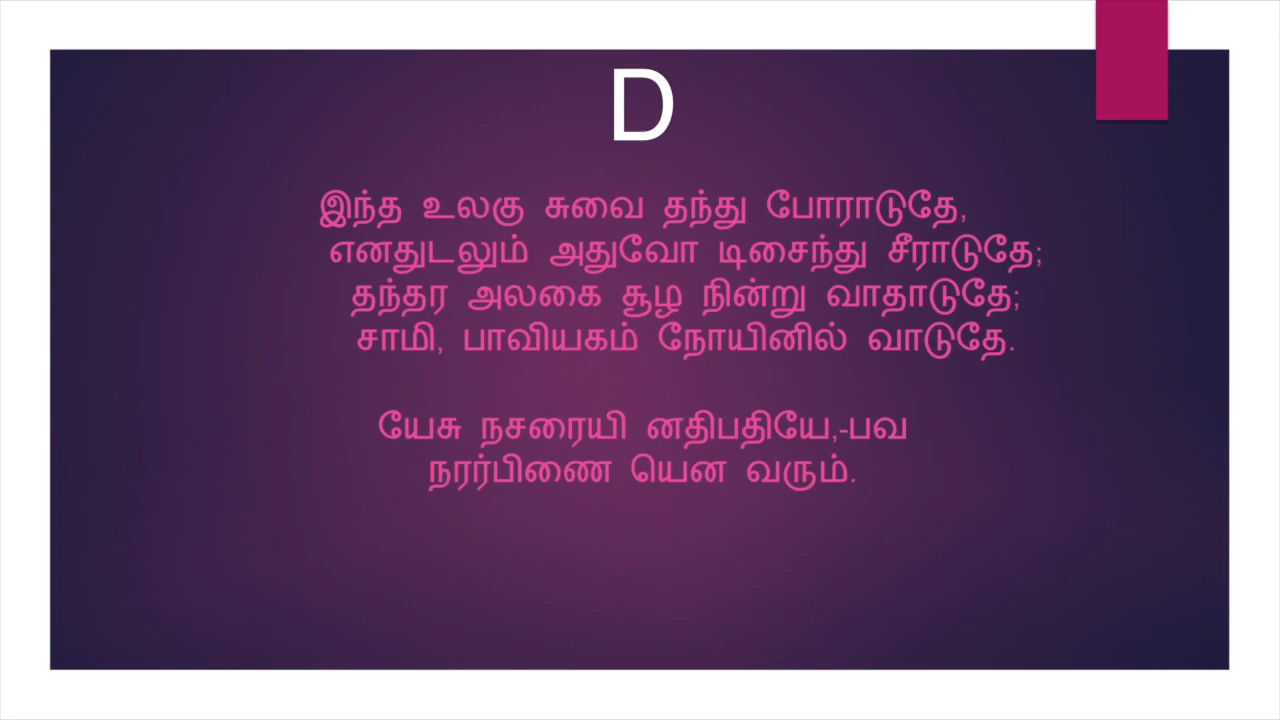 D
இந்த உலகு சுவை தந்து போராடுதே,
எனதுடலும் அதுவோ டிசைந்து சீராடுதே;
தந்தர அலகை சூழ நின்று வாதாடுதே;
சாமி, பாவியகம் நோயினில் வாடுதே.
யேசு நசரையி னதிபதியே,-பவ
நரர்பிணை யென வரும்.